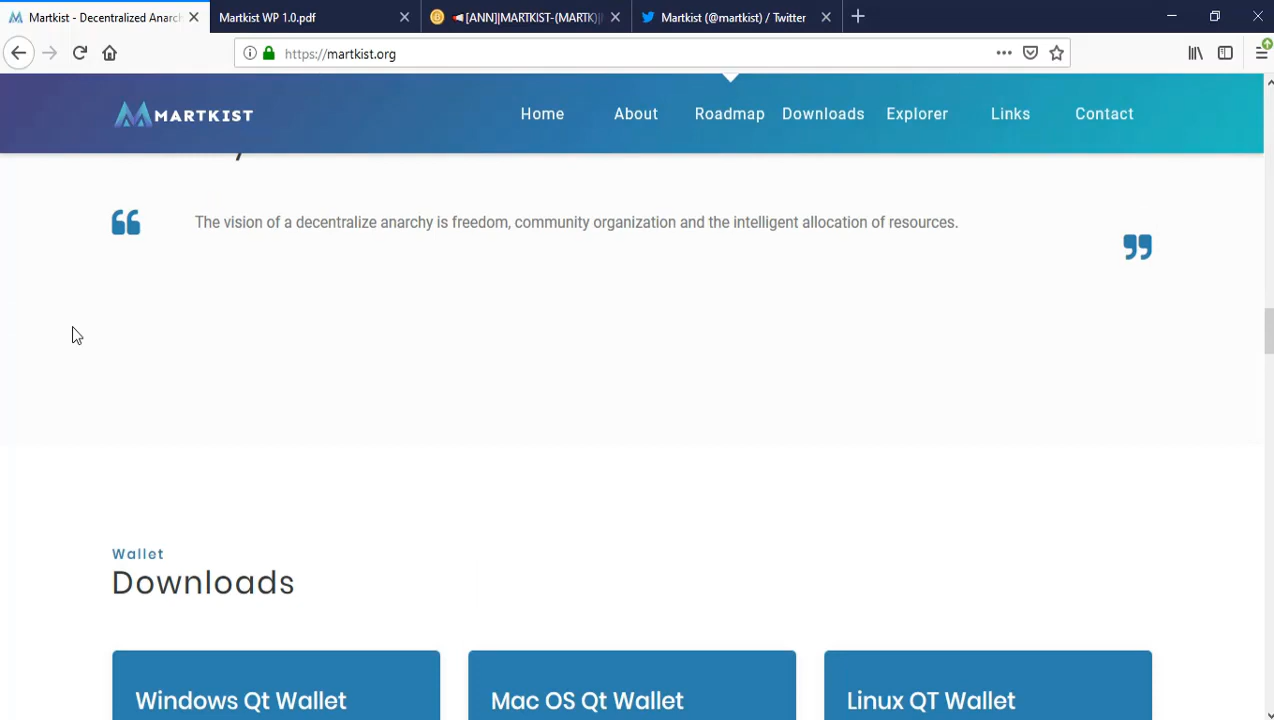 Martkist - Decentralized Anarch
Martkist WP 1.0.pdf
[ANN]|MARTKIST-(MARTK)|
Martkist (@martkist) / Twitter
https://martkist.org
MARTKIST
Home
About
Roadmap
Downloads
Explorer
Links
Contact
The vision of a decentralize anarchy is freedom, community organization and the intelligent allocation of resources.
Wallet
Downloads
Windows Qt Wallet
Mac OS Qt Wallet
Linux QT Wallet